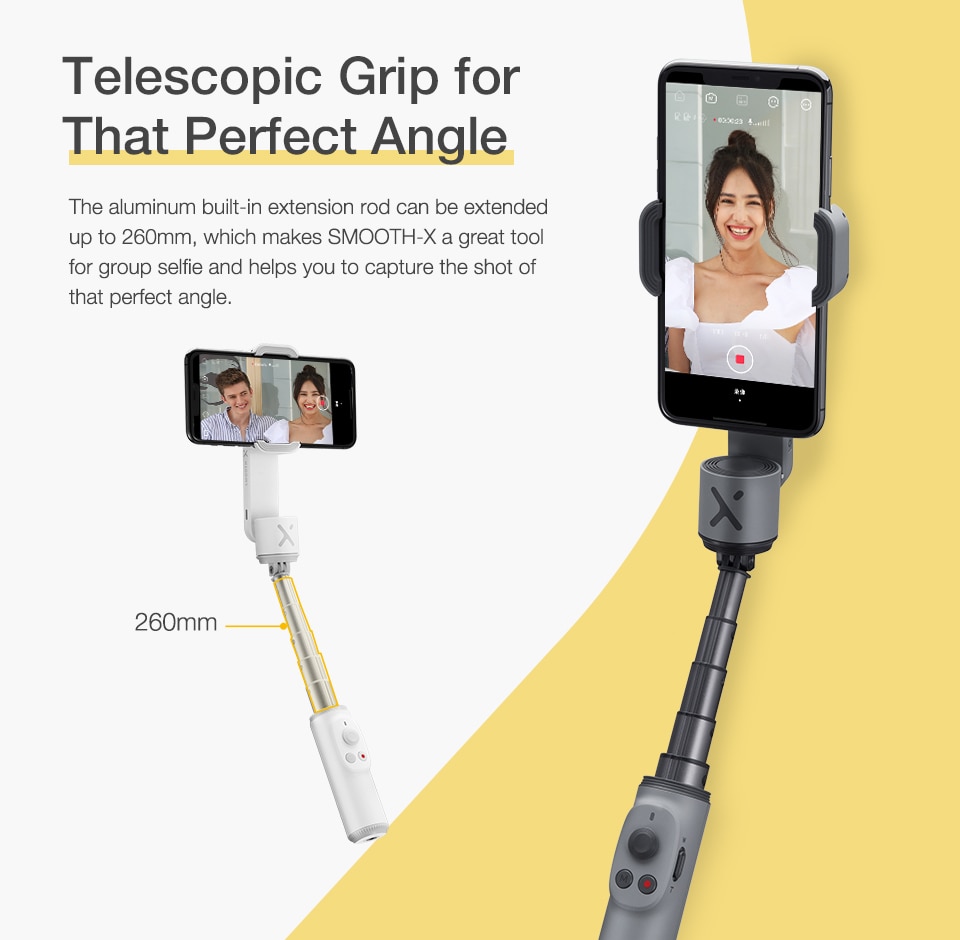 Telescopic Grip for
That Perfect Angle
The aluminum built-in extension rod can be extended
up to 260mm, which makes SMOOTH-X a great tool
for group selfie and helps you to capture the shot of
that perfect angle.
260mm
X
X
M